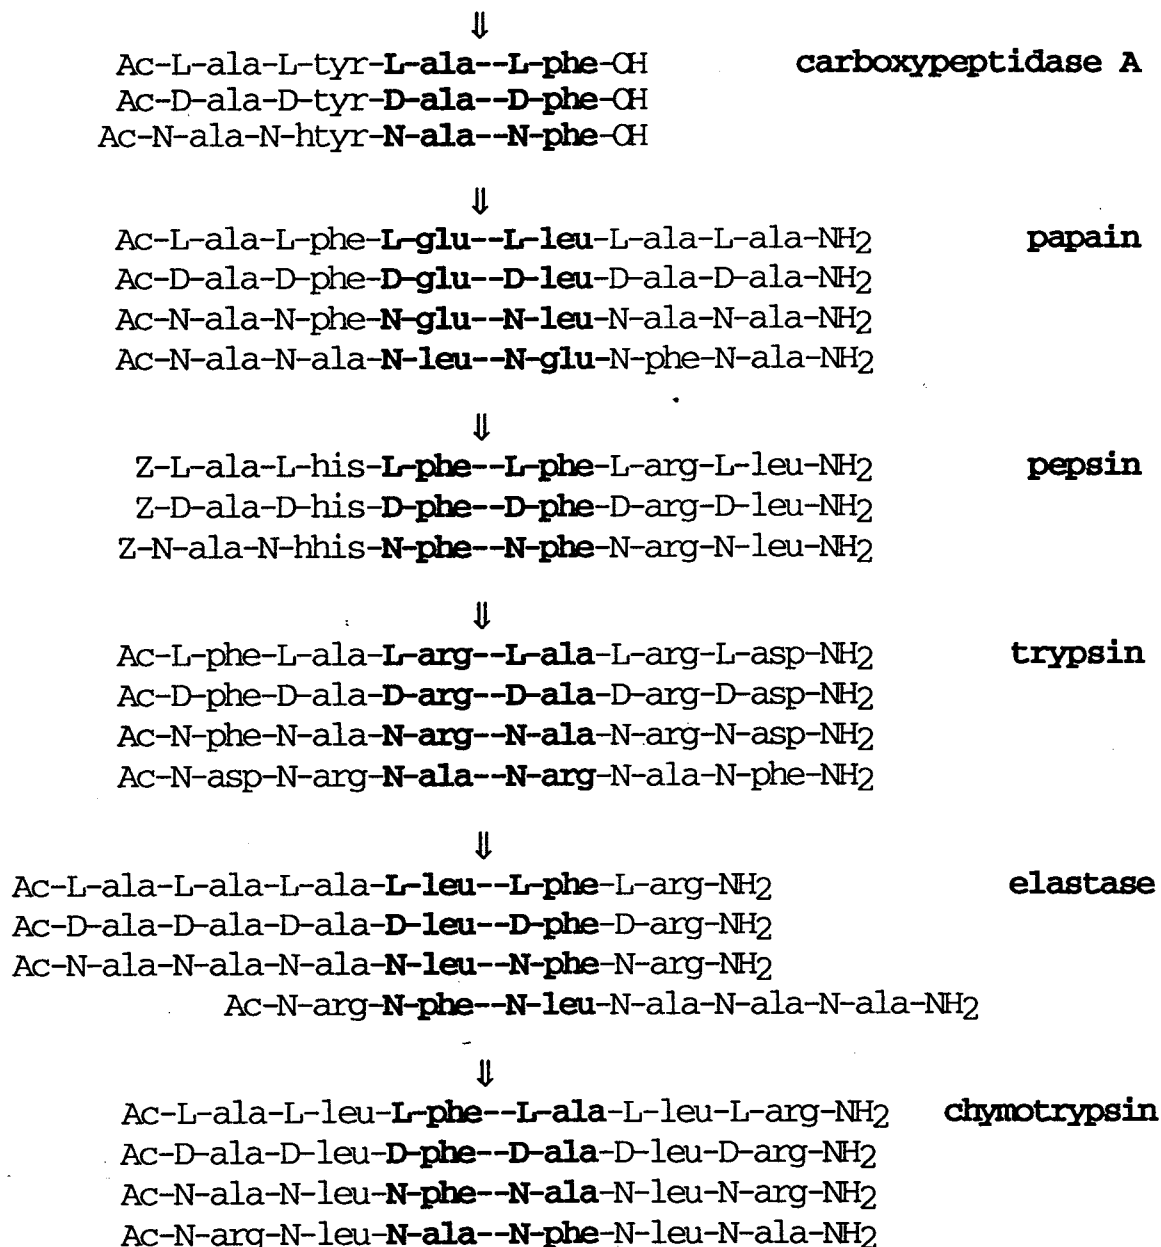 ⇓
Ac-L-ala-L-tyr-L-ala--L-phe-OH carboxypeptidase A
Ac-D-ala-D-tyr-D-ala--D-phe-OH
Ac-N-ala-N-htyr-N-ala--N-phe-OH
⇓
Ac-L-ala-L-phe-L-glu--L-leu-L-ala-L-ala-NH2 papain
Ac-D-ala-D-phe-D-glu--D-leu-D-ala-D-ala-NH2
Ac-N-ala-N-phe-N-glu--N-leu-N-ala-N-ala-NH2
Ac-N-ala-N-ala-N-leu--N-glu-N-phe-N-ala-NH2
⇓
Z-L-ala-L-his-L-phe--L-phe-L-arg-L-leu-NH2 pepsin
Z-D-ala-D-his-D-phe--D-phe-D-arg-D-leu-NH2
Z-N-ala-N-hhis-N-phe--N-phe-N-arg-N-leu-NH2
⇓
Ac-L-phe-L-ala-L-arg--L-ala-L-arg-L-asp-NH2 trypsin
Ac-D-phe-D-ala-D-arg--D-ala-D-arg-D-asp-NH2
Ac-N-phe-N-ala-N-arg--N-ala-N-arg-N-asp-NH2
Ac-N-asp-N-arg-N-ala--N-arg-N-ala-N-phe-NH2
⇓
Ac-L-ala-L-ala-L-ala-L-leu--L-phe-L-arg-NH2 elastase
Ac-D-ala-D-ala-D-ala-D-leu--D-phe-D-arg-NH2
Ac-N-ala-N-ala-N-ala-N-leu--N-phe-N-arg-NH2
Ac-N-arg-N-phe--N-leu-N-ala-N-ala-N-ala-NH2
⇓
Ac-L-ala-L-leu-L-phe--L-ala-L-leu-L-arg-NH2 chymotrypsin
Ac-D-ala-D-leu-D-phe--D-ala-D-leu-D-arg-NH2
Ac-N-ala-N-leu-N-phe--N-ala-N-leu-N-arg-NH2
Ac-N-arg-N-leu-N-ala--N-phe-N-leu-N-ala-NH2